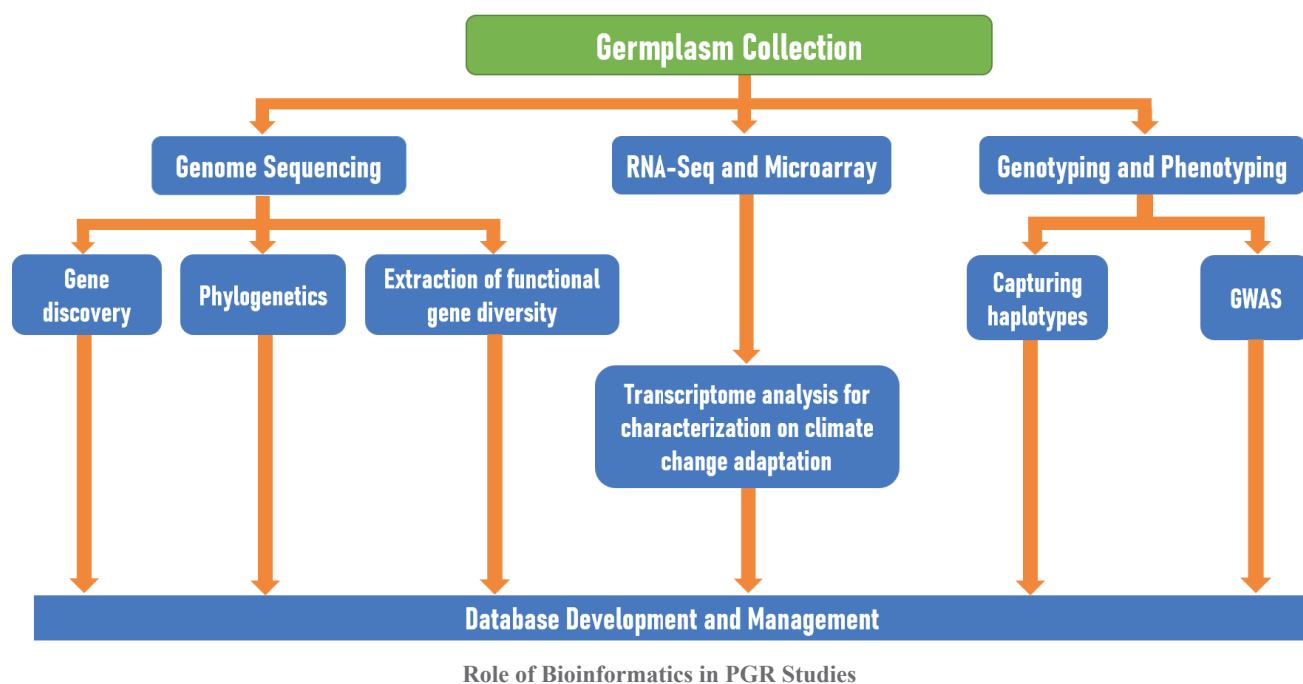 Germplasm Collection
Genome Sequencing
RNA-Seq and Microarray
Genotyping and Phenotyping
Gene
discovery
Phylogenetics
Extraction of functional
gene diversity
Capturing
haplotypes
GWAS
Transcriptome analysis for
characterization on climate
change adaptation
Database Development and Management
Role of Bioinformatics in PGR Studies